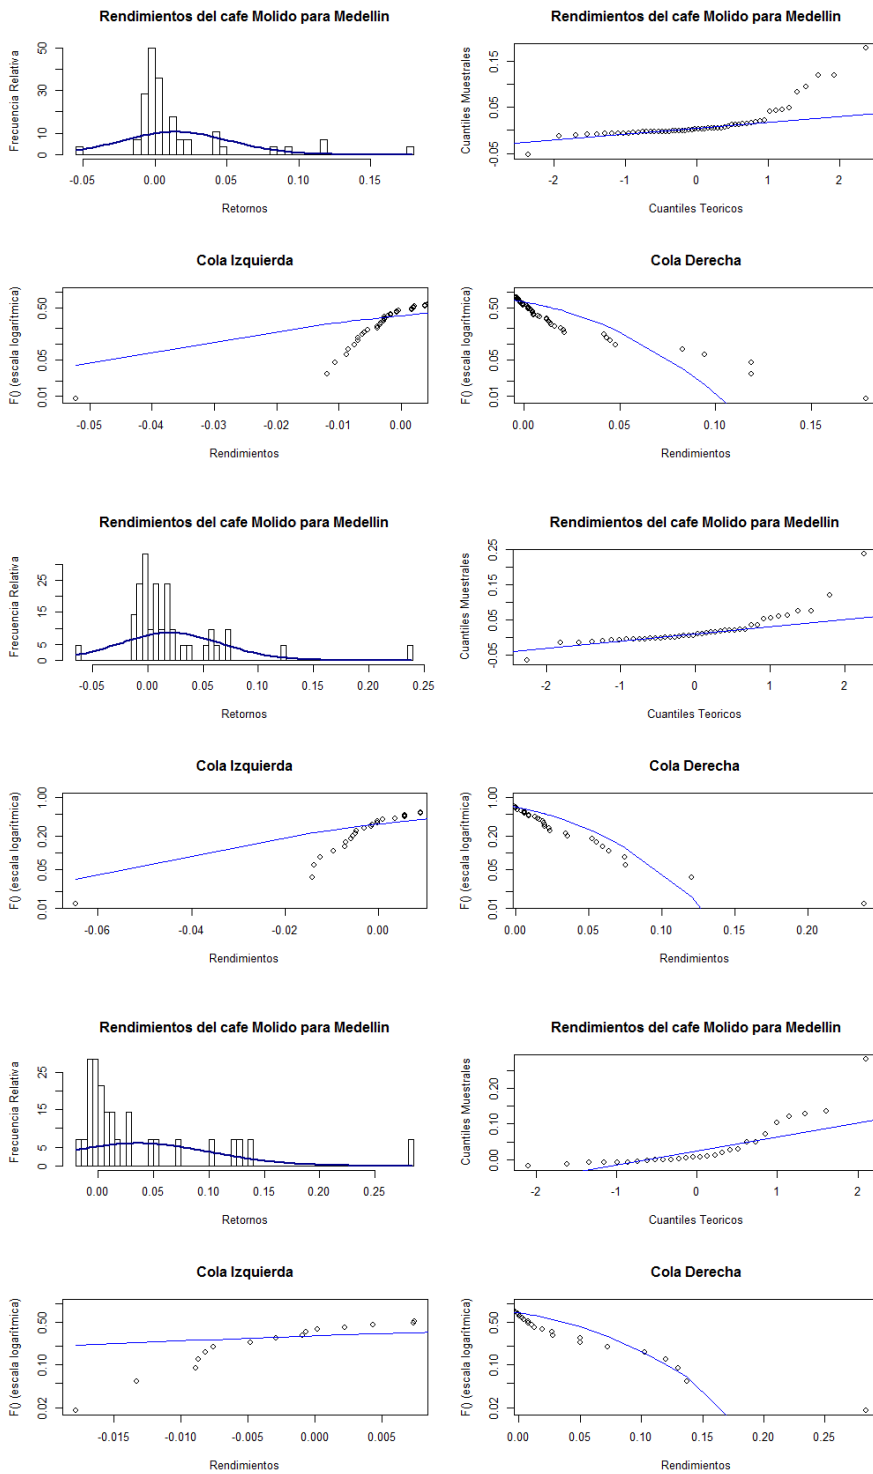 Rendimientos del cafe Molido para Medellin
Frecuencia Relativa
0 10 30 50
-0.05 0.00 0.05 0.10 0.15
Retornos
Rendimientos del cafe Molido para Medellin
Cuantiles Muestrales
-0.05 0.05 0.15
-2 -1 0 1 2
Cuantiles Teoricos
Cola Izquierda
F() (escala logarítmica)
0.01 0.05 0.50
-0.05 -0.04 -0.03 -0.02 -0.01 0.00
Rendimientos
Cola Derecha
F() (escala logarítmica)
0.01 0.05 0.50
0.00 0.05 0.10 0.15
Rendimientos
Rendimientos del cafe Molido para Medellin
Frecuencia Relativa
0 5 15 25
-0.05 0.00 0.05 0.10 0.15 0.20 0.25
Retornos
Rendimientos del cafe Molido para Medellin
Cuantiles Muestrales
-0.05 0.05 0.15 0.25
-2 -1 0 1 2
Cuantiles Teoricos
Cola Izquierda
F() (escala logarítmica)
0.01 0.05 0.20 1.00
-0.06 -0.04 -0.02 0.00
Rendimientos
Cola Derecha
F() (escala logarítmica)
0.01 0.05 0.20 1.00
0.00 0.05 0.10 0.15 0.20
Rendimientos
Rendimientos del cafe Molido para Medellin
Frecuencia Relativa
0 5 15 25
0.00 0.05 0.10 0.15 0.20 0.25
Retornos
Rendimientos del cafe Molido para Medellin
Cuantiles Muestrales
0.00 0.10 0.20
-2 -1 0 1 2
Cuantiles Teoricos
Cola Izquierda
F() (escala logarítmica)
0.02 0.10 0.50
-0.015 -0.010 -0.005 0.000 0.005
Rendimientos
Cola Derecha
F() (escala logarítmica)
0.02 0.10 0.50
0.00 0.05 0.10 0.15 0.20 0.25
Rendimientos